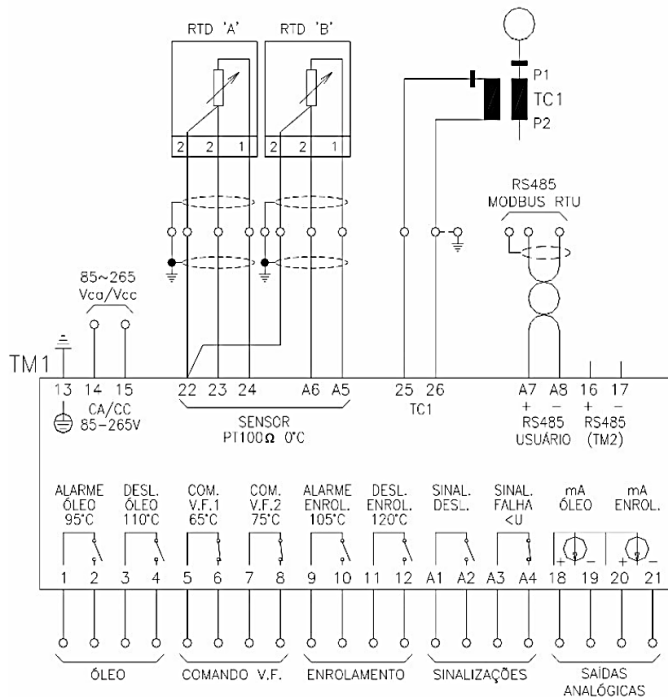 RTD 'A' RTD 'B'
P1
TC1
P2
2 2 1 2 2 1
RS485
MODBUS RTU
85~265
Vca/Vcc
TM1
13 14 15 22 23 24 A6 A5 25 26 A7 A8 16 17
CA/CC
85-265V
SENSOR
PT100Ω 0°C
TC1
+ - + -
RS485
USUÁRIO
RS485
(TM2)
ALARME
ÓLEO
95°C
DESL.
ÓLEO
110°C
COM.
V.F.1
65°C
COM.
V.F.2
75°C
ALARME
ENROL.
105°C
DESL.
ENROL.
120°C
SINAL.
DESL.
SINAL.
FALHA
<U
mA
ÓLEO
mA
ENROL.
+ - + -
1 2 3 4 5 6 7 8 9 10 11 12 A1 A2 A3 A4 18 19 20 21
ÓLEO
COMANDO V.F.
ENROLAMENTO
SINALIZAÇÕES
SAÍDAS
ANALÓGICAS